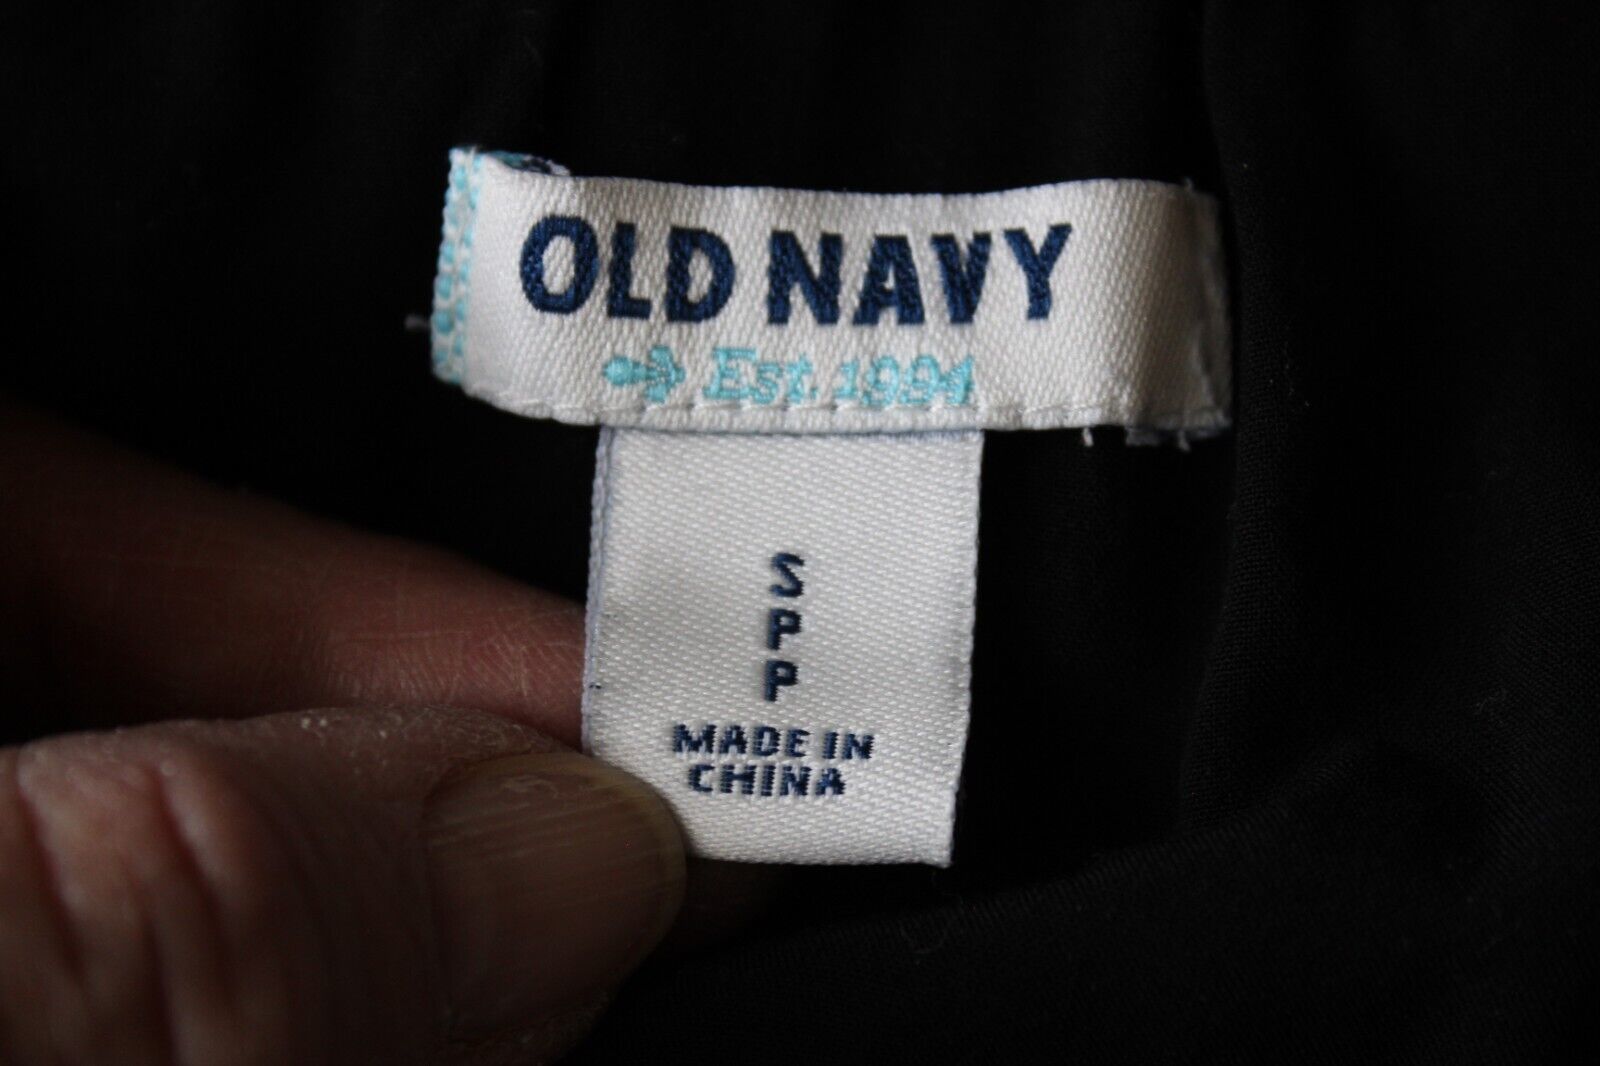 OLD NAVY
Est. 1994
S
P
P
MADE IN
CHINA